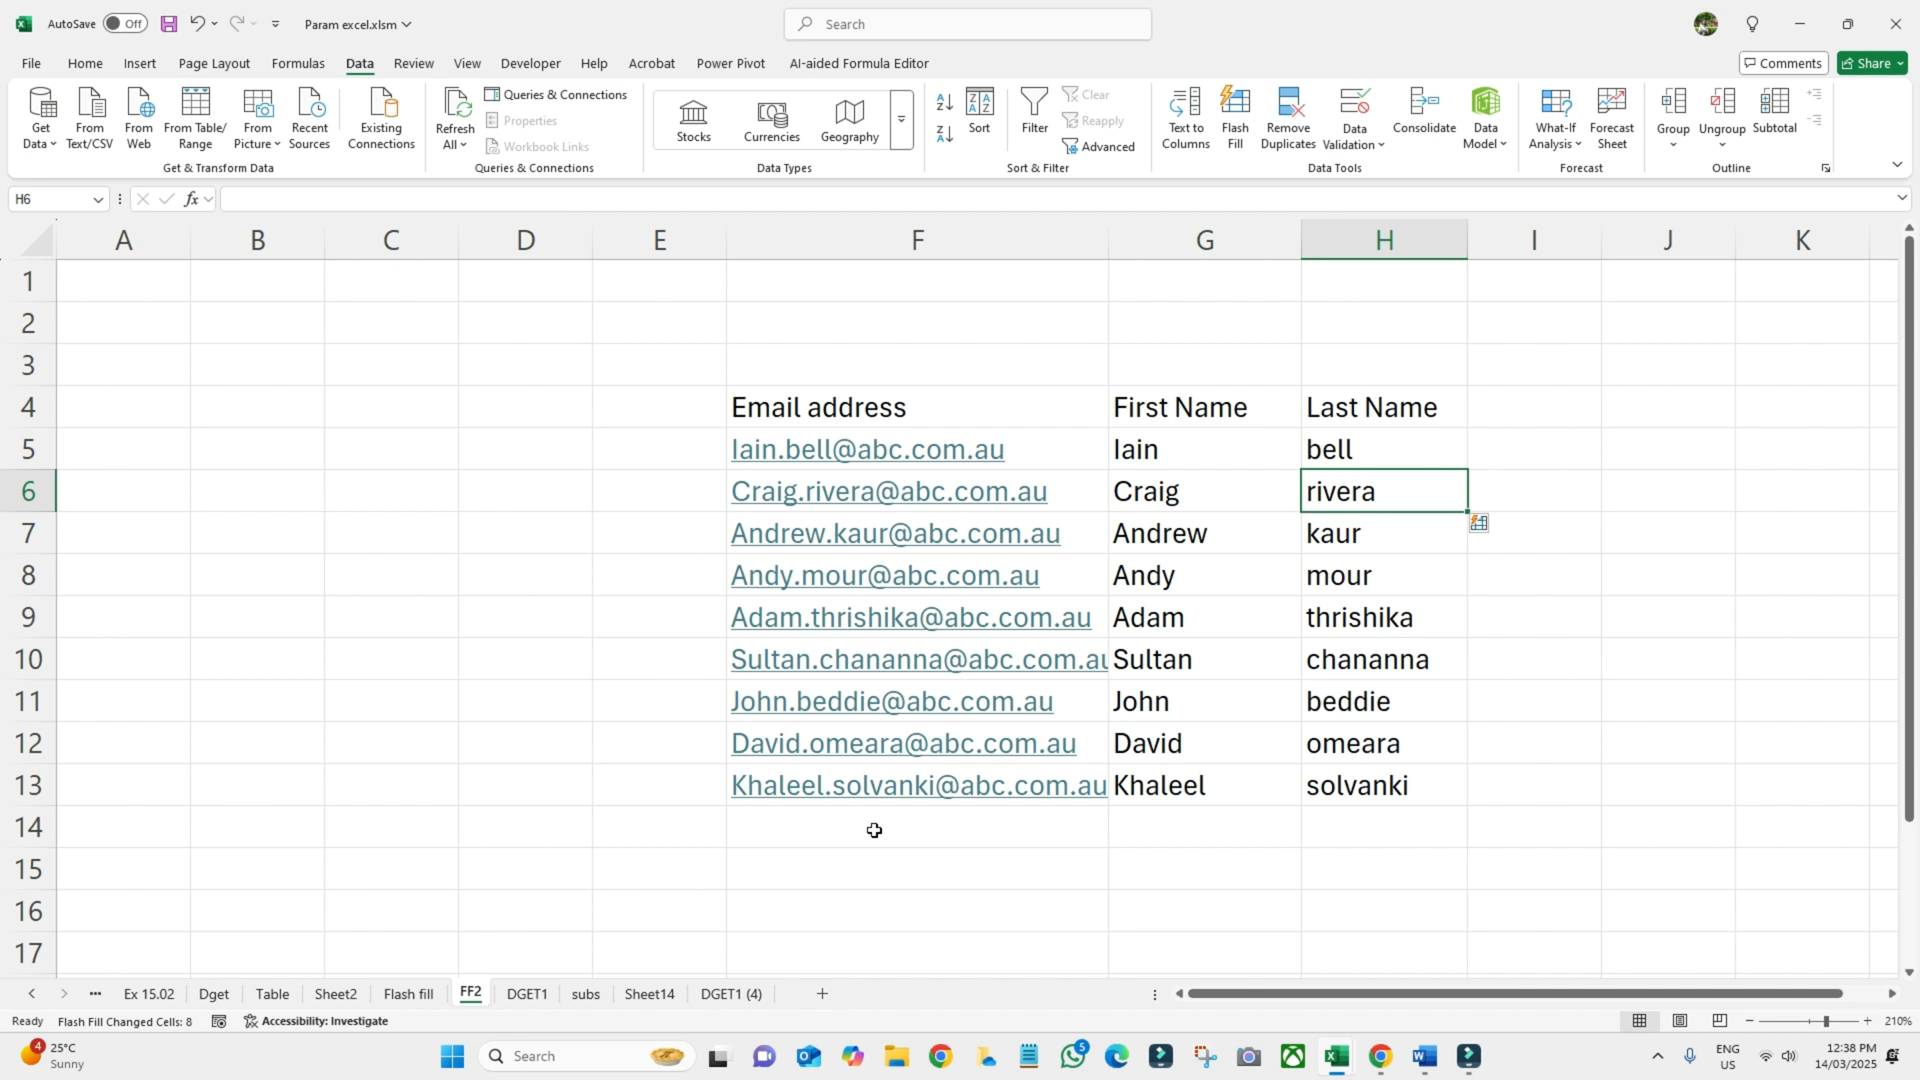 AutoSave Off Param excel.xlsm Search
File Home Insert Page Layout Formulas Data Review View Developer Help Acrobat Power Pivot AI-aided Formula Editor Comments Share
Get Data From Text/CSV From Web From Table/ Range From Picture Recent Sources Existing Connections
Get & Transform Data
Refresh All Queries & Connections Properties Workbook Links
Queries & Connections
Stocks Currencies Geography
Data Types
Sort Filter Clear Reapply Advanced
Sort & Filter
Text to Columns Flash Fill Remove Duplicates Data Validation Consolidate Data Model
Data Tools
What-If Analysis Forecast Sheet
Forecast
Group Ungroup Subtotal
Outline
H6 fx
A B C D E F G H I J K
1
2
3
4 Email address First Name Last Name
5 Iain.bell@abc.com.au Iain bell
6 Craig.rivera@abc.com.au Craig rivera
7 Andrew.kaur@abc.com.au Andrew kaur
8 Andy.mour@abc.com.au Andy mour
9 Adam.thrishika@abc.com.au Adam thrishika
10 Sultan.chananna@abc.com.au Sultan chananna
11 John.beddie@abc.com.au John beddie
12 David.omeara@abc.com.au David omeara
13 Khaleel.solvanki@abc.com.au Khaleel solvanki
14
15
16
17
Ex 15.02 Dget Table Sheet2 Flash fill FF2 DGET1 subs Sheet14 DGET1 (4)
Ready Flash Fill Changed Cells: 8 Accessibility: Investigate 210%
4 25°C Sunny Search 5 ENG US 12:38 PM 14/03/2025